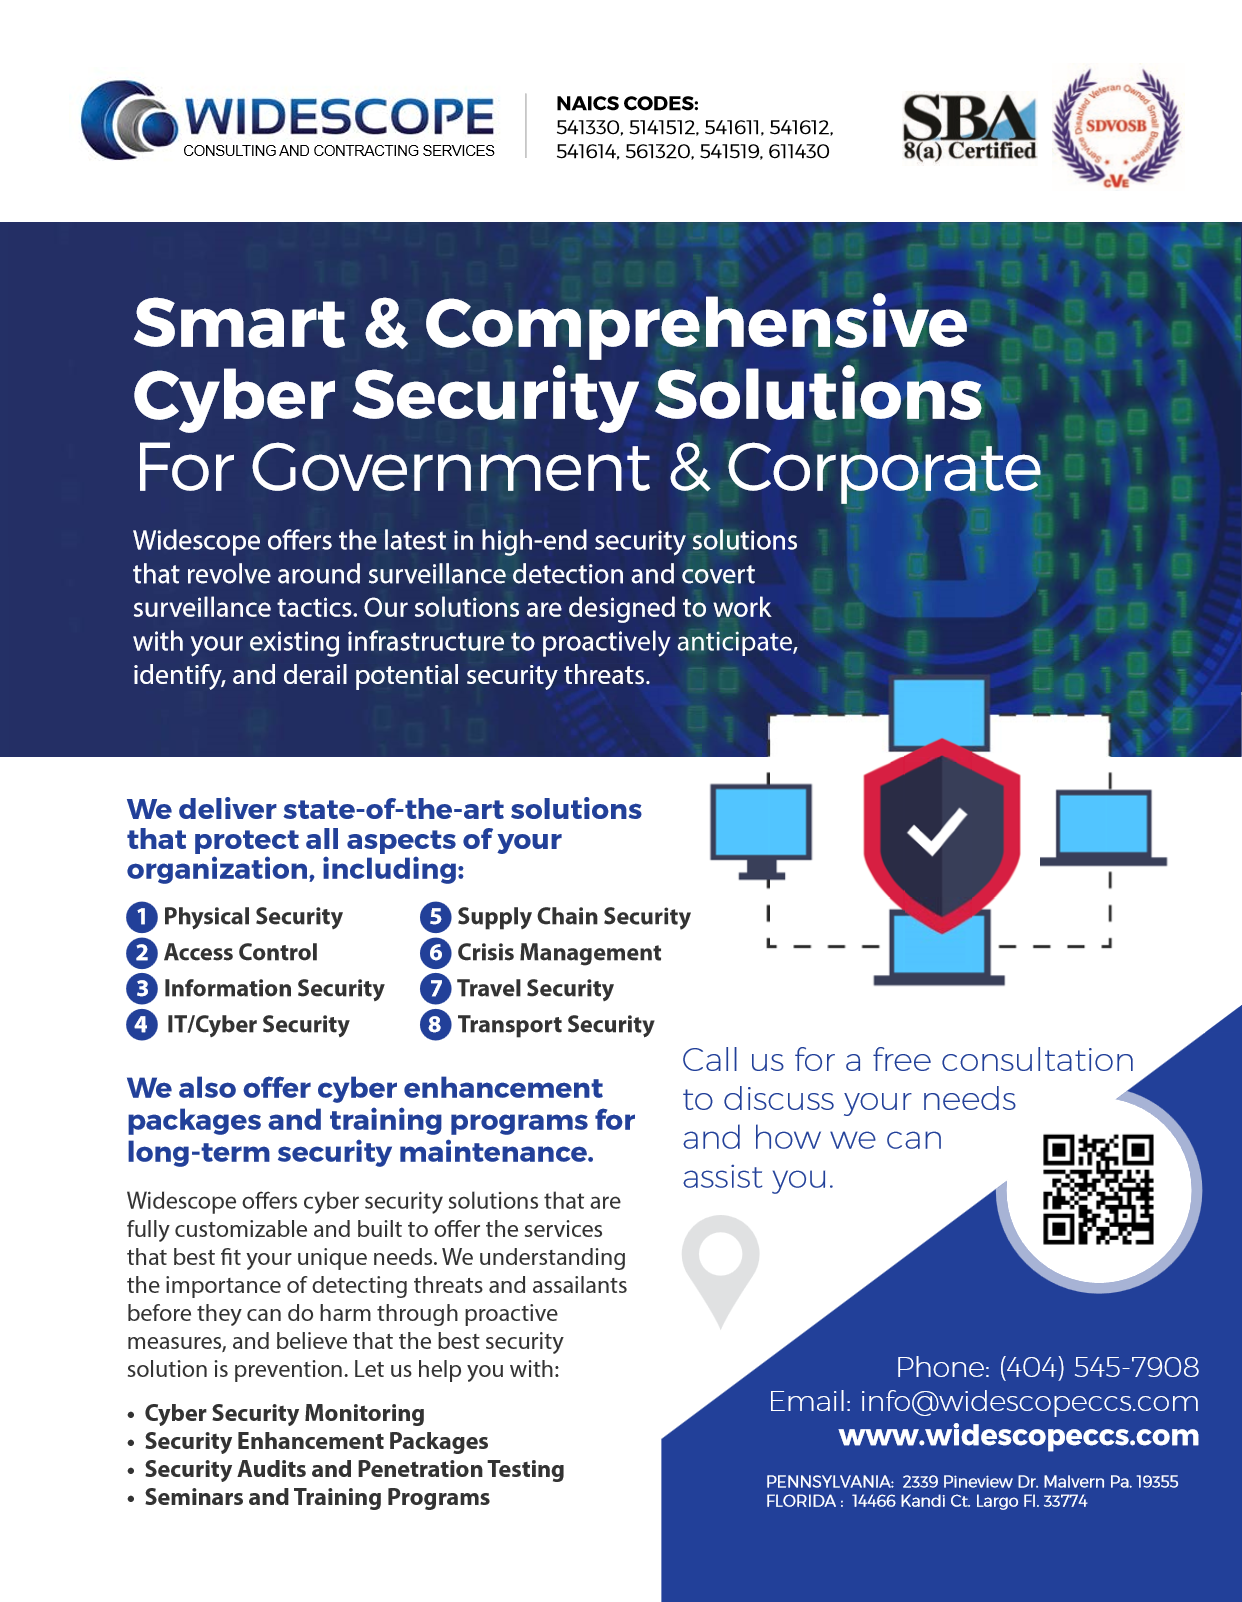 WIDESCOPE
CONSULTING AND CONTRACTING SERVICES
NAICS CODES:
541330, 5141512, 541611, 541612,
541614, 561320, 541519, 611430
SBA
8(a) Certified
Service Disabled Veteran Owned Small Business
SDVOSB
CVE
Smart & Comprehensive
Cyber Security Solutions
For Government & Corporate
Widescope offers the latest in high-end security solutions
that revolve around surveillance detection and covert
surveillance tactics. Our solutions are designed to work
with your existing infrastructure to proactively anticipate,
identify, and derail potential security threats.
We deliver state-of-the-art solutions
that protect all aspects of your
organization, including:
1 Physical Security
2 Access Control
3 Information Security
4 IT/Cyber Security
5 Supply Chain Security
6 Crisis Management
7 Travel Security
8 Transport Security
We also offer cyber enhancement
packages and training programs for
long-term security maintenance.
Widescope offers cyber security solutions that are
fully customizable and built to offer the services
that best fit your unique needs. We understanding
the importance of detecting threats and assailants
before they can do harm through proactive
measures, and believe that the best security
solution is prevention. Let us help you with:
• Cyber Security Monitoring
• Security Enhancement Packages
• Security Audits and Penetration Testing
• Seminars and Training Programs
Call us for a free consultation
to discuss your needs
and how we can
assist you.
Phone: (404) 545-7908
Email: info@widescopeccs.com
www.widescopeccs.com
PENNSYLVANIA: 2339 Pineview Dr. Malvern Pa. 19355
FLORIDA : 14466 Kandi Ct. Largo Fl. 33774